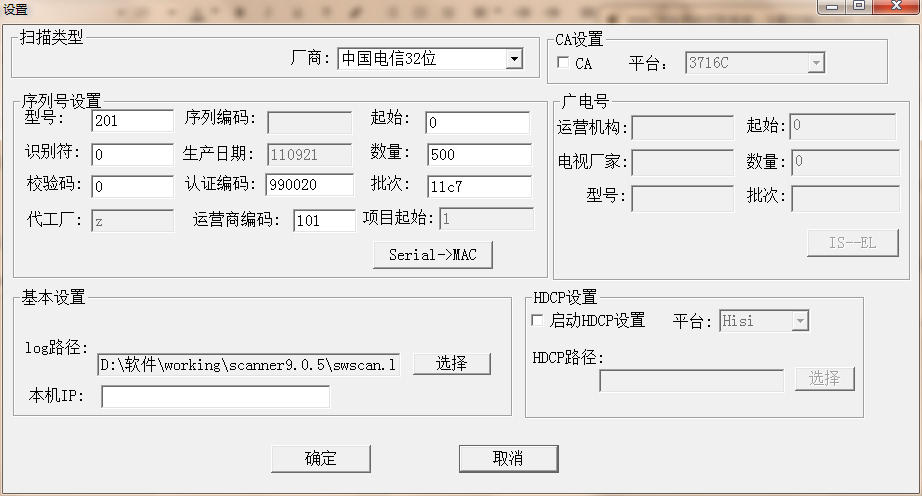 设置
扫描类型
厂商: 中国电信32位
CA设置
CA 平台: 3716C
序列号设置
型号: 201 序列编码: 起始: 0
识别符: 0 生产日期: 110921 数量: 500
校验码: 0 认证编码: 990020 批次: 11c7
代工厂: z 运营商编码: 101 项目起始: 1
Serial->MAC
广电号
运营机构: 起始: 0
电视厂家: 数量: 0
型号: 批次:
IS--EL
基本设置
log路径: D:\软件\working\scanner9.0.5\swscan.l 选择
本机IP:
HDCP设置
启动HDCP设置 平台: Hisi
HDCP路径:
选择
确定 取消